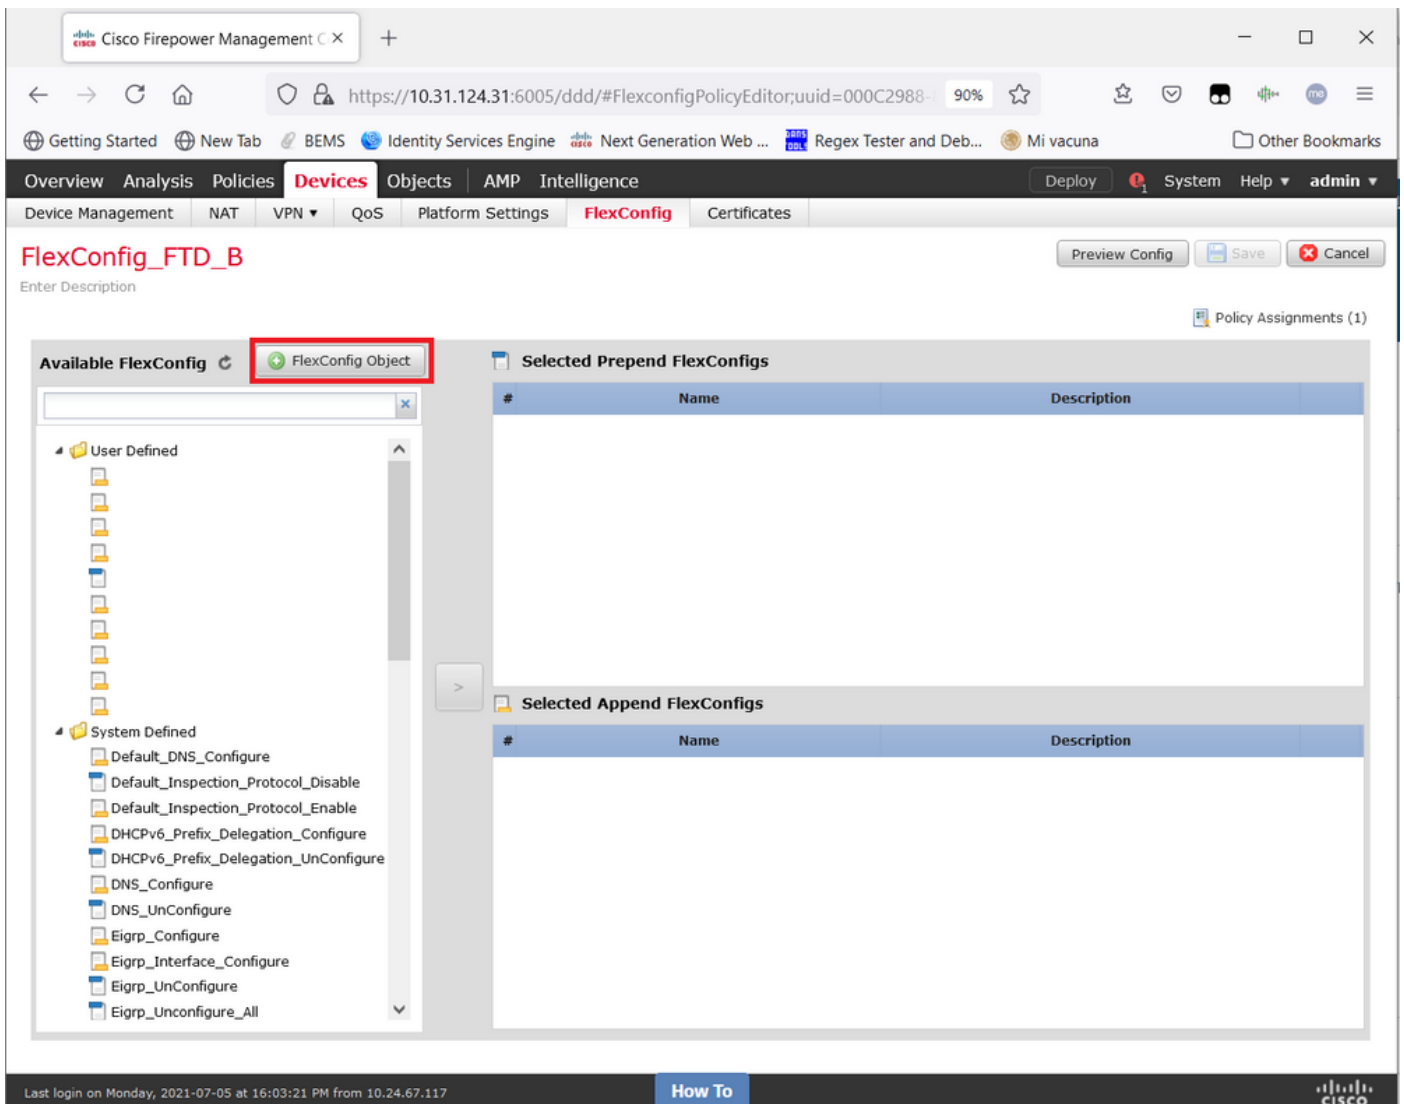 Cisco Firepower Management C
https://10.31.124.31:6005/ddd/#FlexconfigPolicyEditor;uuid=000C2988- 90%
Getting Started New Tab BEMS Identity Services Engine Next Generation Web ... Regex Tester and Deb... Mi vacuna Other Bookmarks
Overview Analysis Policies Devices Objects AMP Intelligence Deploy 1 System Help admin
Device Management NAT VPN QoS Platform Settings FlexConfig Certificates
FlexConfig_FTD_B
Preview Config Save Cancel
Enter Description
Policy Assignments (1)
Available FlexConfig FlexConfig Object
Selected Prepend FlexConfigs
# Name Description
User Defined
System Defined
Default_DNS_Configure
Default_Inspection_Protocol_Disable
Default_Inspection_Protocol_Enable
DHCPv6_Prefix_Delegation_Configure
DHCPv6_Prefix_Delegation_UnConfigure
DNS_Configure
DNS_UnConfigure
Eigrp_Configure
Eigrp_Interface_Configure
Eigrp_UnConfigure
Eigrp_Unconfigure_All
>
Selected Append FlexConfigs
# Name Description
Last login on Monday, 2021-07-05 at 16:03:21 PM from 10.24.67.117
How To
cisco